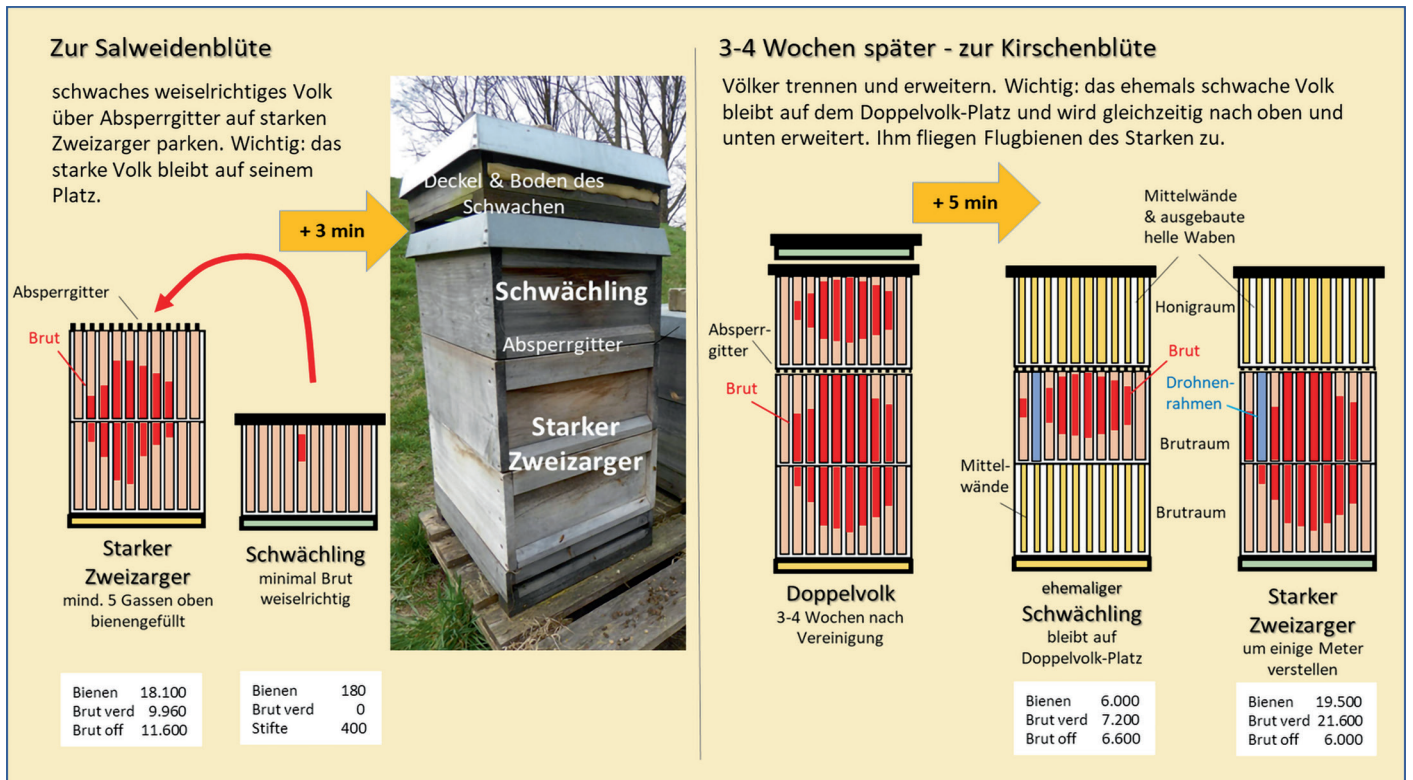 Zur Salweidenblüte
schwaches weiselrichtiges Volk
über Absperrgitter auf starken
Zweizarger parken. Wichtig: das
starke Volk bleibt auf seinem
Platz.
+ 3 min
Deckel & Boden des
Schwachen
Schwächling
Absperrgitter
Starker
Zweizarger
Absperrgitter
Brut
Starker
Zweizarger
mind. 5 Gassen oben
bienengefüllt
Schwächling
minimal Brut
weiselrichtig
Bienen 18.100
Brut verd 9.960
Brut off 11.600
Bienen 180
Brut verd 0
Stifte 400
3-4 Wochen später - zur Kirschenblüte
Völker trennen und erweitern. Wichtig: das ehemals schwache Volk
bleibt auf dem Doppelvolk-Platz und wird gleichzeitig nach oben und
unten erweitert. Ihm fliegen Flugbienen des Starken zu.
+ 5 min
Mittelwände
& ausgebaute
helle Waben
Absperr-
gitter
Brut
Honigraum
Brut
Drohnen-
rahmen
Brutraum
Mittel-
wände
Brutraum
Doppelvolk
3-4 Wochen nach
Vereinigung
ehemaliger
Schwächling
bleibt auf
Doppelvolk-Platz
Starker
Zweizarger
um einige Meter
verstellen
Bienen 6.000
Brut verd 7.200
Brut off 6.600
Bienen 19.500
Brut verd 21.600
Brut off 6.000